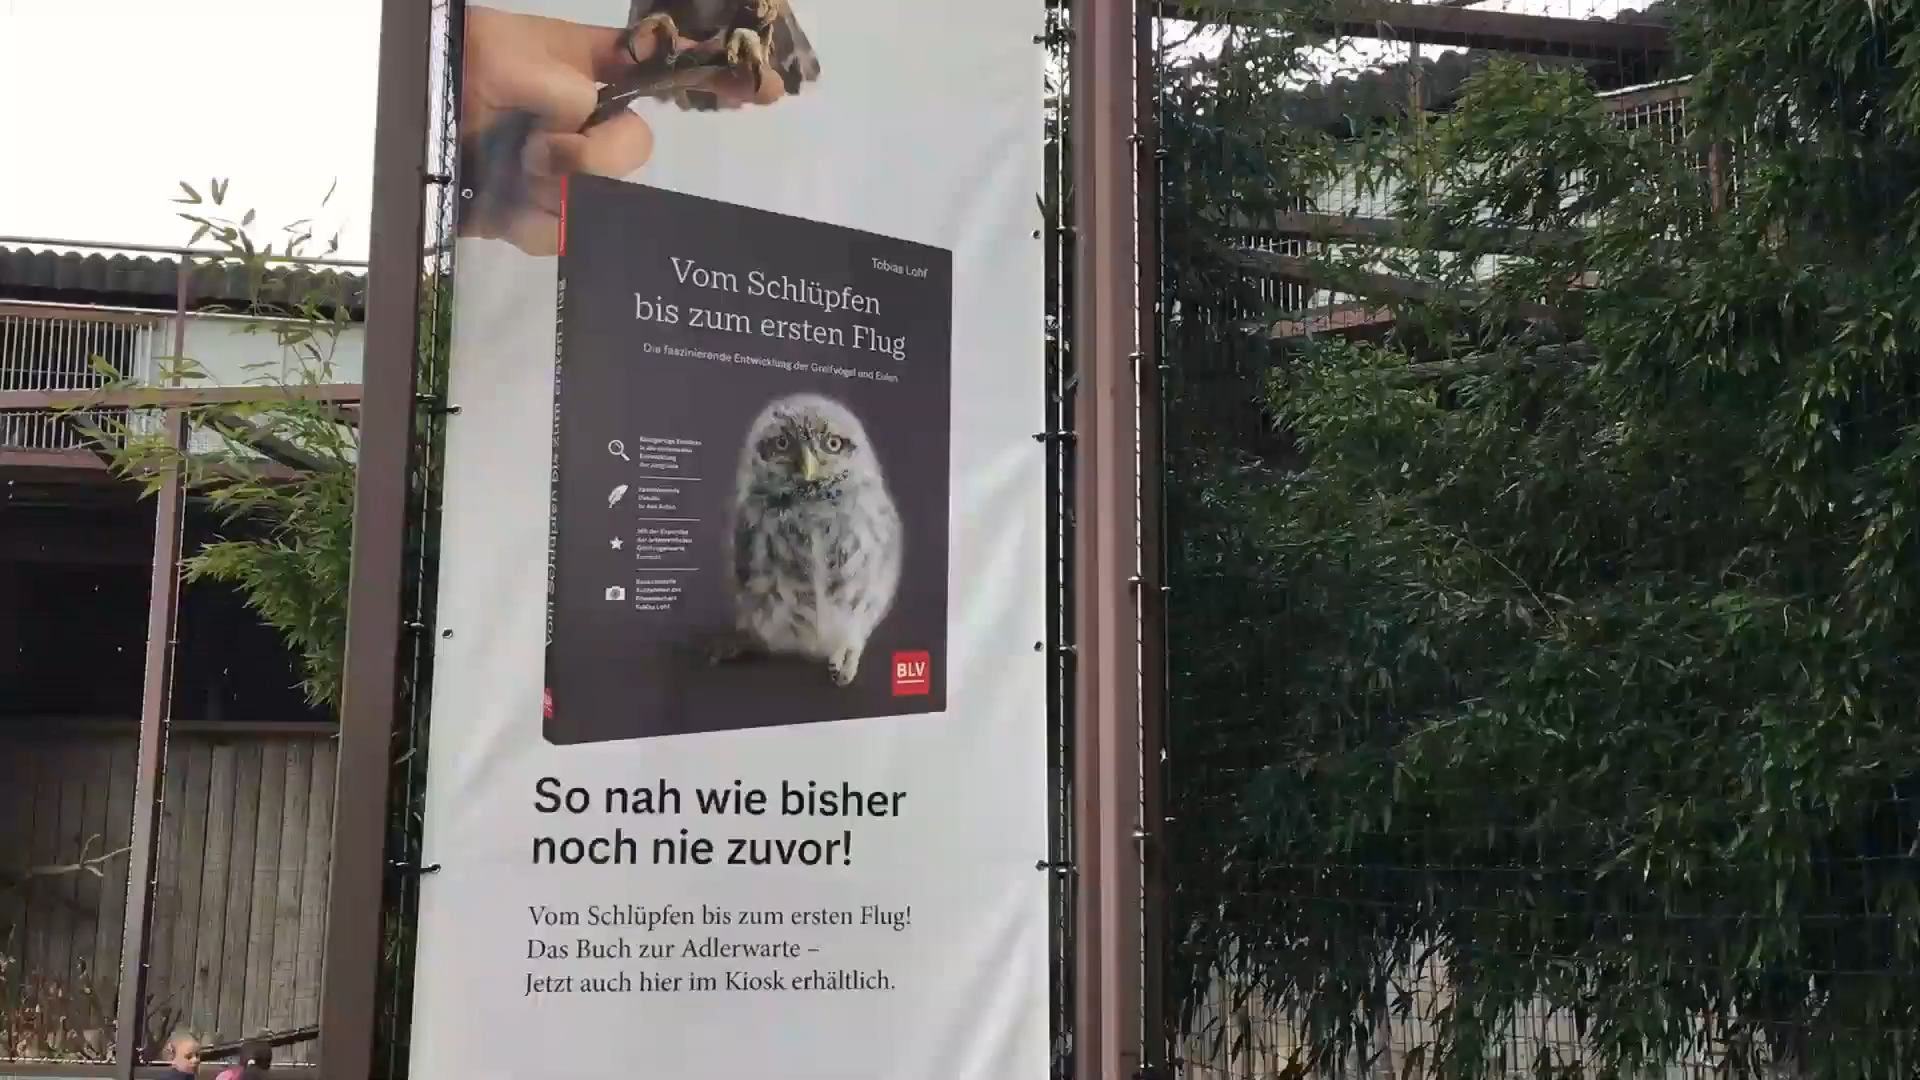 Tobias Lohf
Vom Schlüpfen
bis zum ersten Flug
Die faszinierende Entwicklung der Greifvögel und Eulen
Vom Schlüpfen bis zum ersten Flug
BLV
So nah wie bisher
noch nie zuvor!
Vom Schlüpfen bis zum ersten Flug!
Das Buch zur Adlerwarte –
Jetzt auch hier im Kiosk erhältlich.